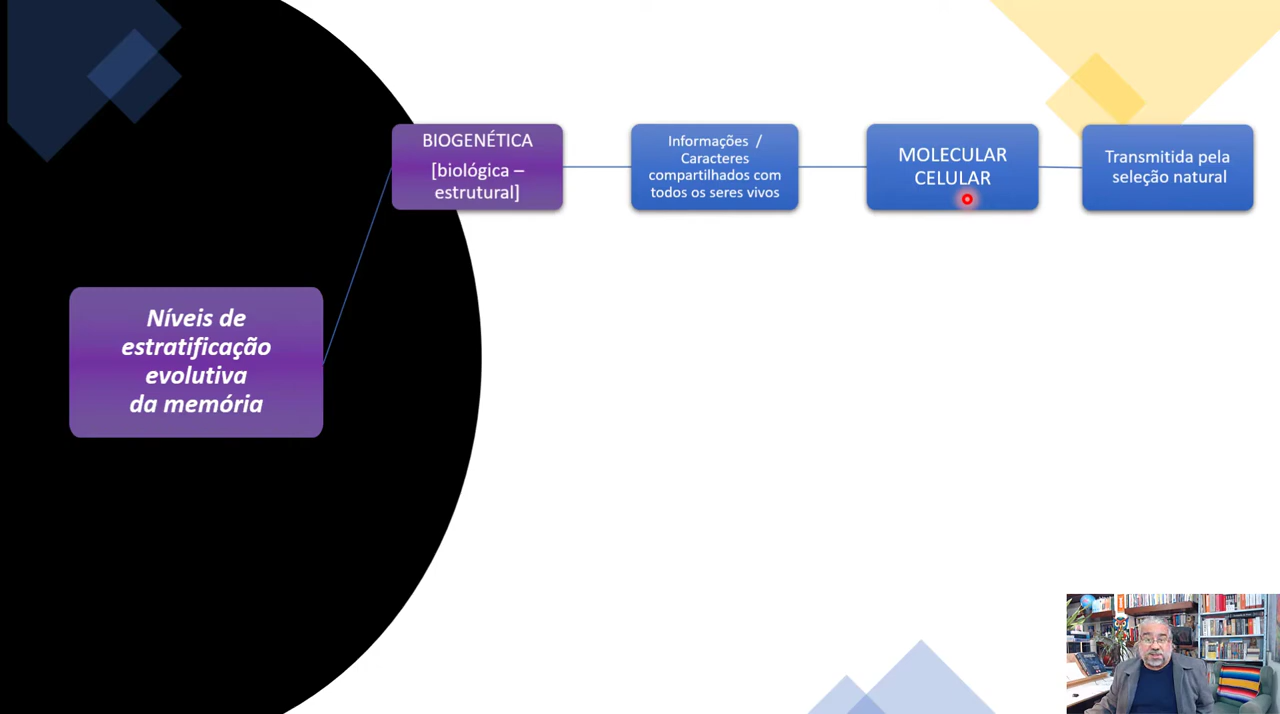 BIOGENÉTICA
[biológica –
estrutural]
Informações /
Caracteres
compartilhados com
todos os seres vivos
MOLECULAR
CELULAR
Transmitida pela
seleção natural
Níveis de
estratificação
evolutiva
da memória